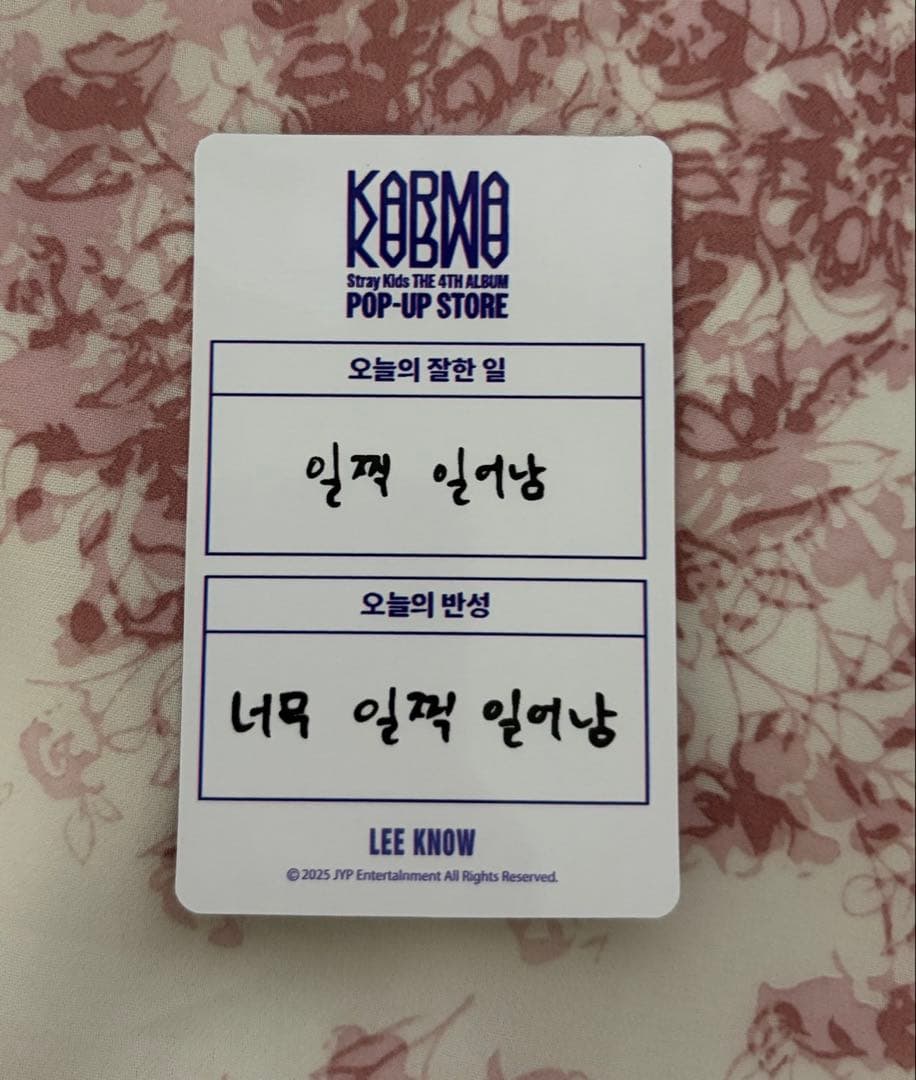 KARMA
Stray Kids THE 4TH ALBUM
POP-UP STORE
오늘의 잘한 일
일찍 일어남
오늘의 반성
너무 일찍 일어남
LEE KNOW
© 2025 JYP Entertainment All Rights Reserved.